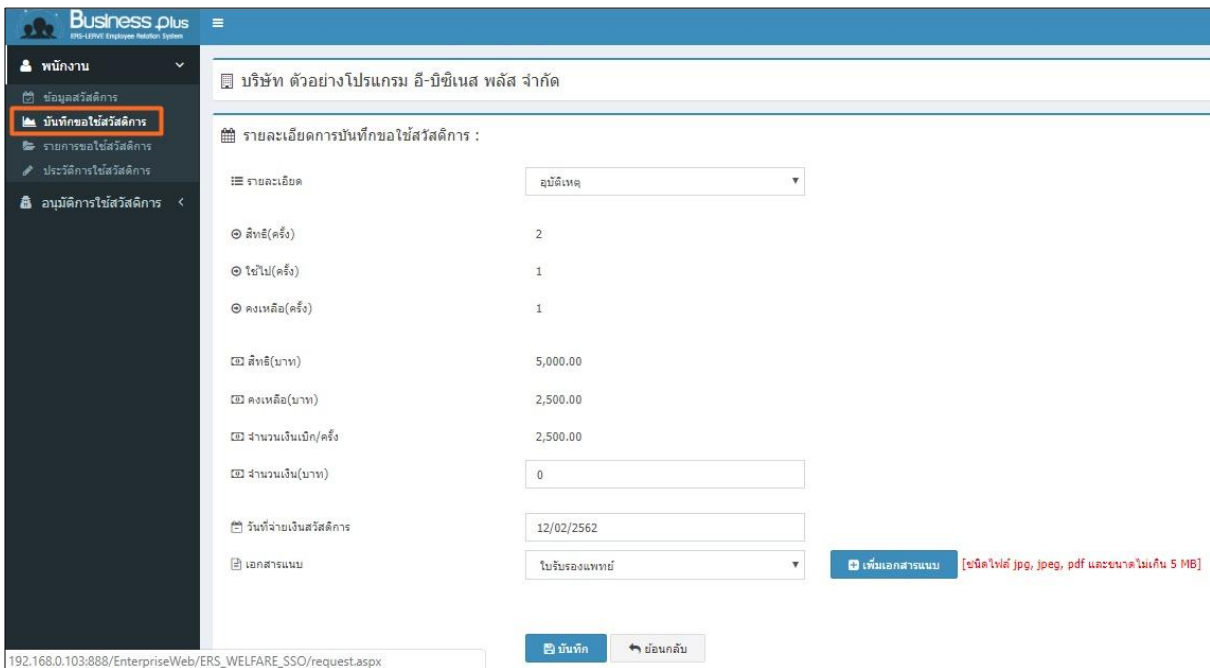 Business plus
ERS-LEAVE Employee Relation System
พนักงาน
ข้อมูลสวัสดิการ
บันทึกขอใช้สวัสดิการ
รายการขอใช้สวัสดิการ
ประวัติการใช้สวัสดิการ
อนุมัติการใช้สวัสดิการ
บริษัท ตัวอย่างโปรแกรม อี-บิซิเนส พลัส จำกัด
รายละเอียดการบันทึกขอใช้สวัสดิการ :
รายละเอียด อุบัติเหตุ
สิทธิ(ครั้ง) 2
ใช้ไป(ครั้ง) 1
คงเหลือ(ครั้ง) 1
สิทธิ(บาท) 5,000.00
คงเหลือ(บาท) 2,500.00
จำนวนเงินเบิก/ครั้ง 2,500.00
จำนวนเงิน(บาท) 0
วันที่จ่ายเงินสวัสดิการ 12/02/2562
เอกสารแนบ ใบรับรองแพทย์ เพิ่มเอกสารแนบ [ชนิดไฟล์ jpg, jpeg, pdf และขนาดไม่เกิน 5 MB]
บันทึก ย้อนกลับ
192.168.0.103:888/EnterpriseWeb/ERS_WELFARE_SSO/request.aspx